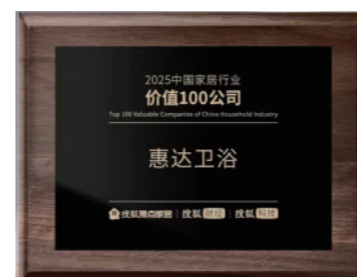 2025中国家居行业
价值100公司
Top 100 Valuable Companies of China Household Industry
惠达卫浴
搜狐焦点家居 搜狐财经 搜狐科技